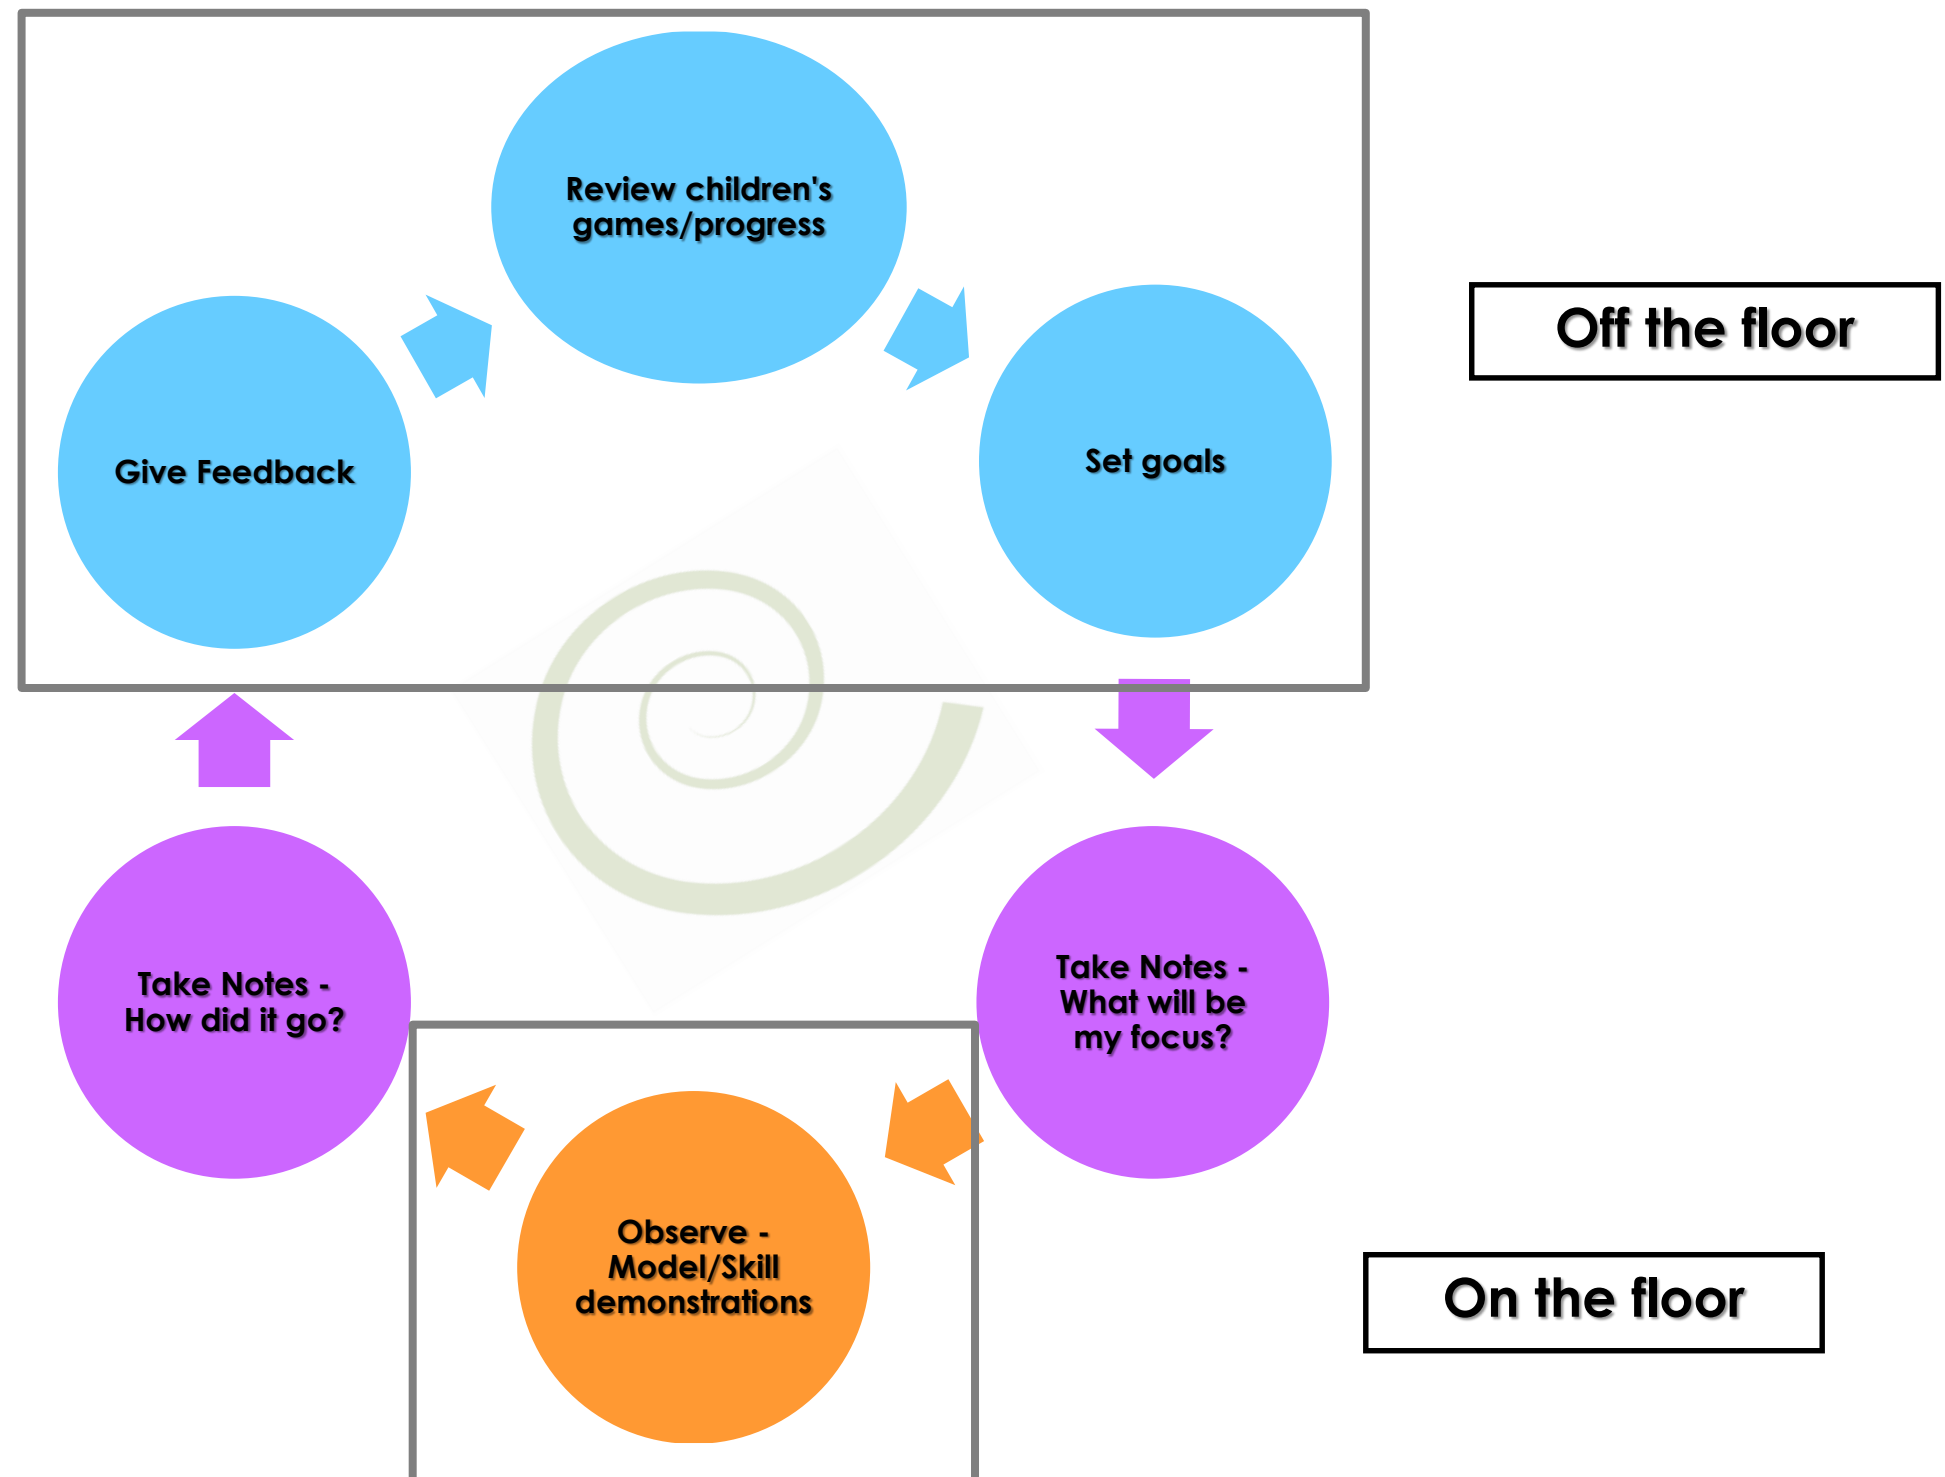 Review children's
games/progress
Off the floor
Give Feedback
Set goals
Take Notes -
How did it go?
Take Notes -
What will be
my focus?
Observe -
Model/Skill
demonstrations
On the floor